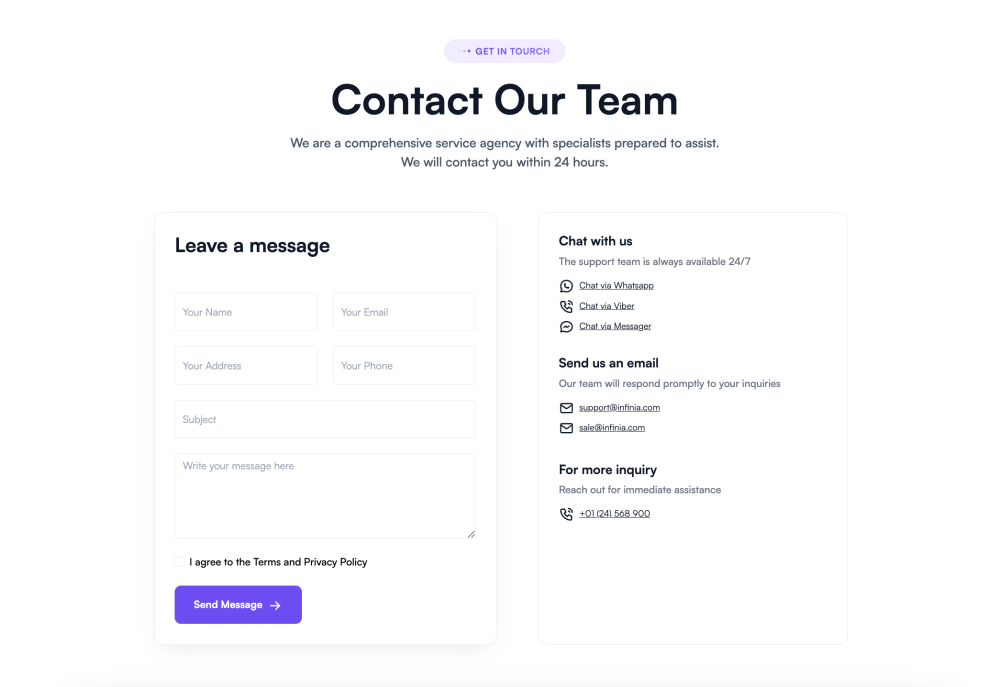 GET IN TOURCH
Contact Our Team
We are a comprehensive service agency with specialists prepared to assist.
We will contact you within 24 hours.
Leave a message
Your Name
Your Email
Your Address
Your Phone
Subject
Write your message here
I agree to the Terms and Privacy Policy
Send Message
Chat with us
The support team is always available 24/7
Chat via Whatsapp
Chat via Viber
Chat via Messager
Send us an email
Our team will respond promptly to your inquiries
support@infinia.com
sale@infinia.com
For more inquiry
Reach out for immediate assistance
+01 (24) 568 900